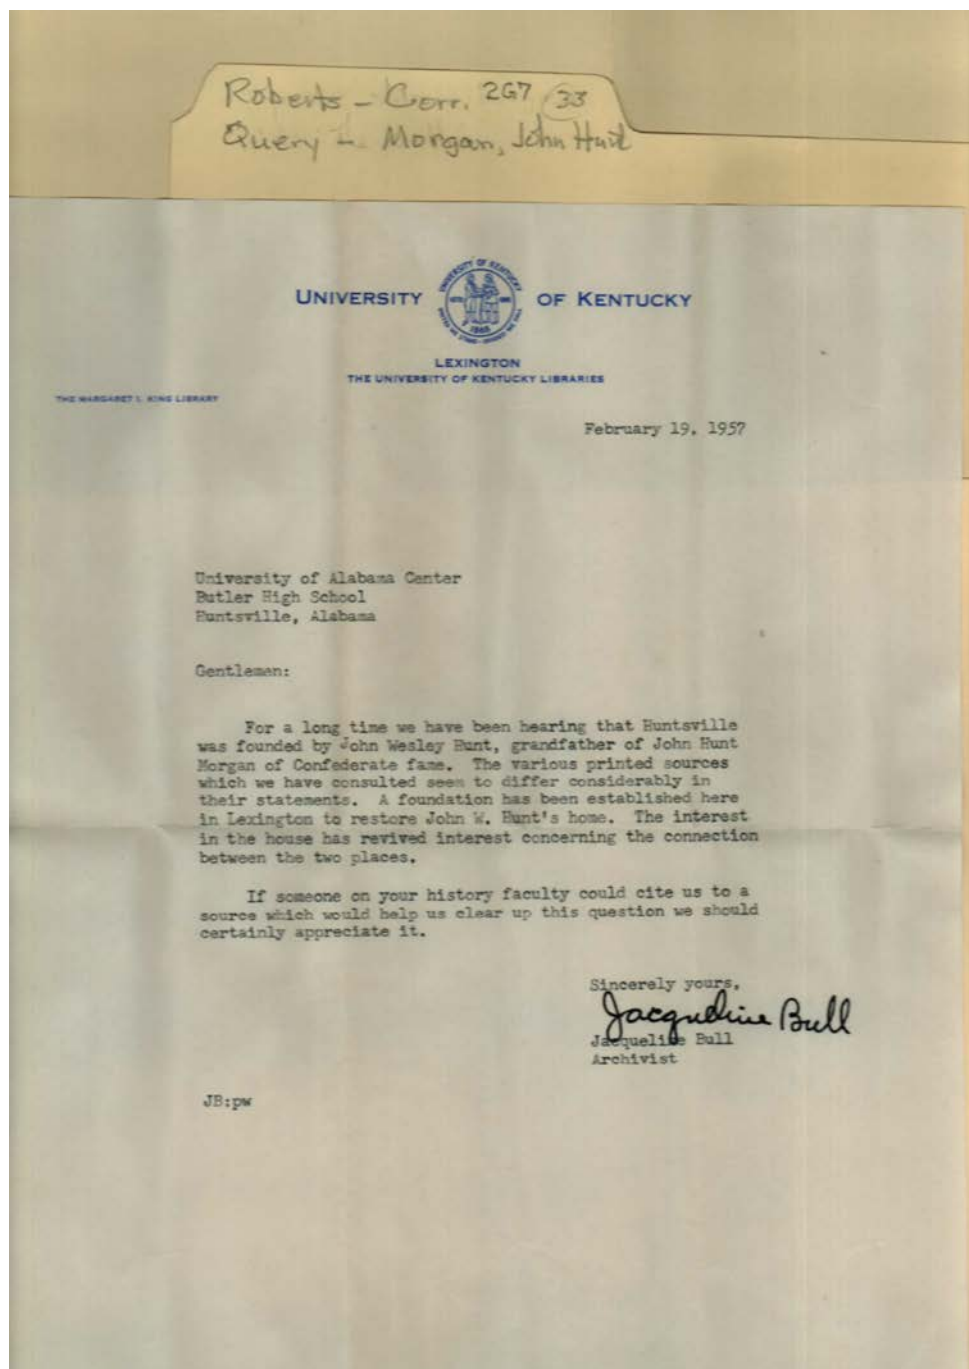 Roberts - Corr. 2G7 33
Query - Morgan, John Hunt
UNIVERSITY OF KENTUCKY
UNIVERSITY OF KENTUCKY
1865
LEXINGTON
THE UNIVERSITY OF KENTUCKY LIBRARIES
THE MARGARET I. KING LIBRARY
February 19, 1957
University of Alabama Center
Butler High School
Huntsville, Alabama
Gentlemen:
For a long time we have been hearing that Huntsville
was founded by John Wesley Hunt, grandfather of John Hunt
Morgan of Confederate fame. The various printed sources
which we have consulted seem to differ considerably in
their statements. A foundation has been established here
in Lexington to restore John W. Hunt's home. The interest
in the house has revived interest concerning the connection
between the two places.
If someone on your history faculty could cite us to a
source which would help us clear up this question we should
certainly appreciate it.
Sincerely yours,
Jacqueline Bull
Jacqueline Bull
Archivist
JB:pw